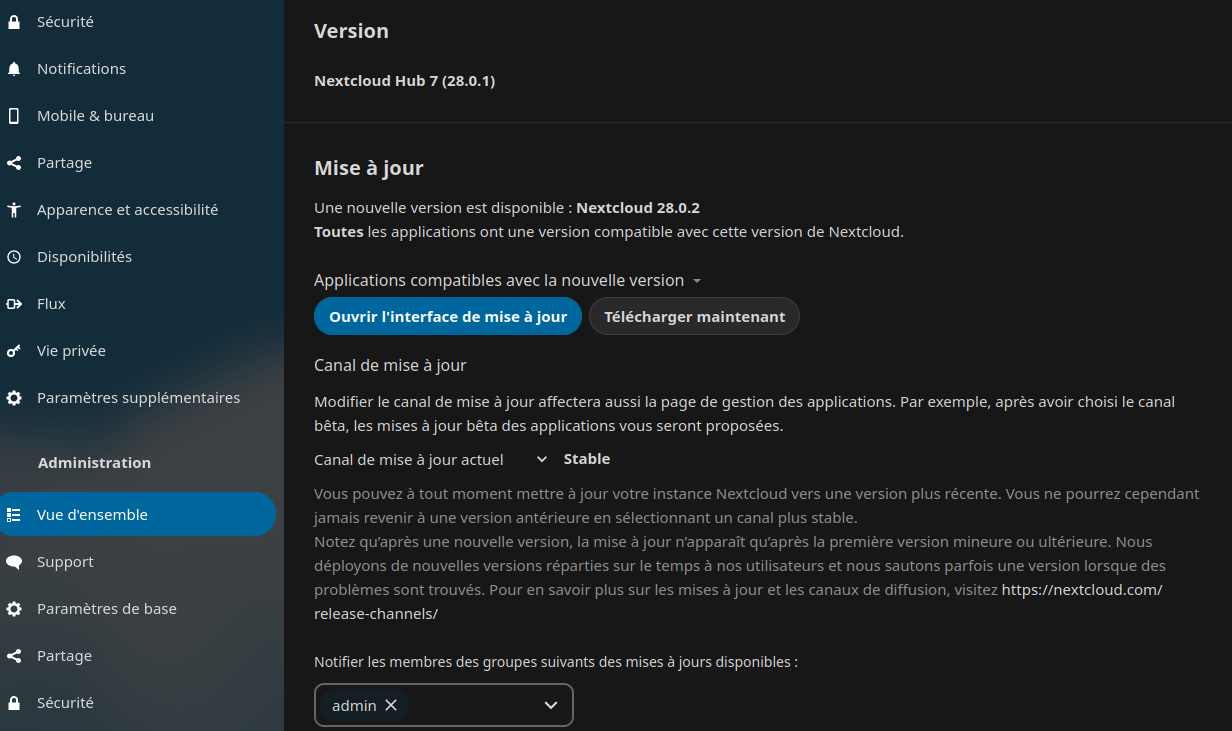 Sécurité
Notifications
Mobile & bureau
Partage
Apparence et accessibilité
Disponibilités
Flux
Vie privée
Paramètres supplémentaires
Administration
Vue d'ensemble
Support
Paramètres de base
Partage
Sécurité
Version
Nextcloud Hub 7 (28.0.1)
Mise à jour
Une nouvelle version est disponible : Nextcloud 28.0.2
Toutes les applications ont une version compatible avec cette version de Nextcloud.
Applications compatibles avec la nouvelle version
Ouvrir l'interface de mise à jour
Télécharger maintenant
Canal de mise à jour
Modifier le canal de mise à jour affectera aussi la page de gestion des applications. Par exemple, après avoir choisi le canal
bêta, les mises à jour bêta des applications vous seront proposées.
Canal de mise à jour actuel Stable
Vous pouvez à tout moment mettre à jour votre instance Nextcloud vers une version plus récente. Vous ne pourrez cependant
jamais revenir à une version antérieure en sélectionnant un canal plus stable.
Notez qu’après une nouvelle version, la mise à jour n’apparaît qu’après la première version mineure ou ultérieure. Nous
déployons de nouvelles versions réparties sur le temps à nos utilisateurs et nous sautons parfois une version lorsque des
problèmes sont trouvés. Pour en savoir plus sur les mises à jour et les canaux de diffusion, visitez https://nextcloud.com/
release-channels/
Notifier les membres des groupes suivants des mises à jours disponibles :
admin